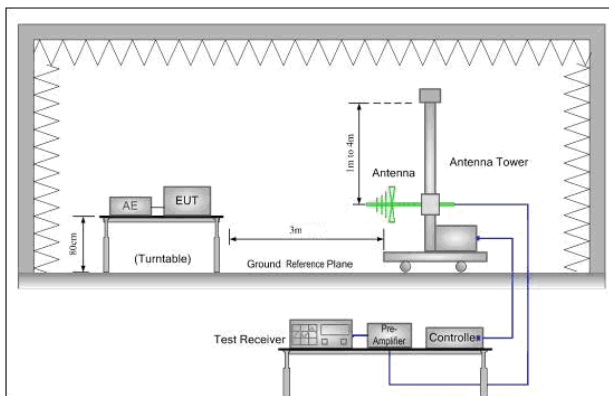 1m to 4m
Antenna
Antenna Tower
AE
EUT
80cm
(Turntable)
3m
Ground Reference Plane
Test Receiver
Pre-
Amplifier
Controller